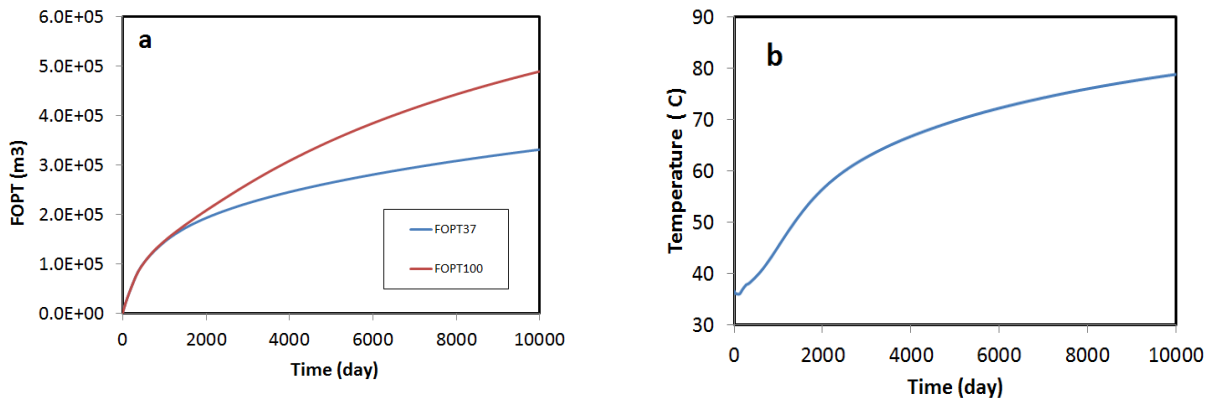 a
FOPT (m3)
6.0E+05
5.0E+05
4.0E+05
3.0E+05
2.0E+05
1.0E+05
0.0E+00
FOPT37
FOPT100
0 2000 4000 6000 8000 10000
Time (day)
b
Temperature ( C)
90
80
70
60
50
40
30
0 2000 4000 6000 8000 10000
Time (day)